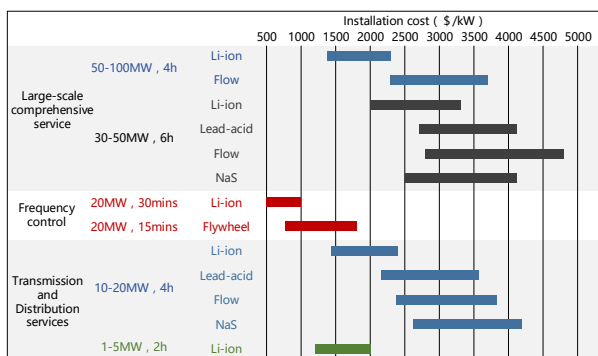 Installation cost ( $/kW )
500 1000 1500 2000 2500 3000 3500 4000 4500 5000
Large-scale
comprehensive
service
50-100MW , 4h
Li-ion
Flow
30-50MW , 6h
Li-ion
Lead-acid
Flow
NaS
Frequency
control
20MW , 30mins
Li-ion
20MW , 15mins
Flywheel
Transmission
and
Distribution
services
10-20MW , 4h
Li-ion
Lead-acid
Flow
NaS
1-5MW , 2h
Li-ion